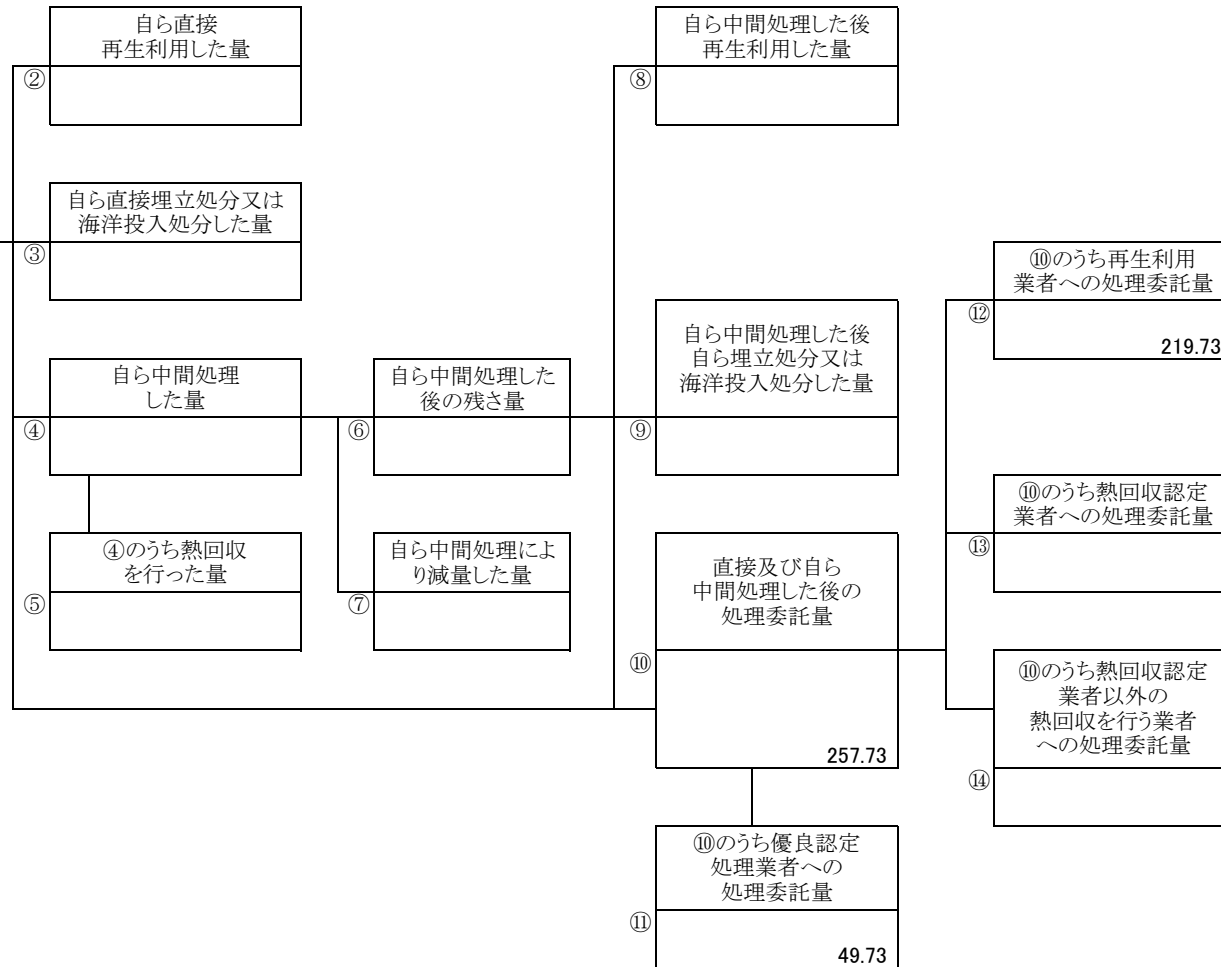 自ら直接
再生利用した量
②
自ら中間処理した後
再生利用した量
⑧
自ら直接埋立処分又は
海洋投入処分した量
③
⑩のうち再生利用
業者への処理委託量
⑫
219.73
自ら中間処理した後
自ら埋立処分又は
海洋投入処分した量
⑨
自ら中間処理
した量
④
自ら中間処理した
後の残さ量
⑥
⑩のうち熱回収認定
業者への処理委託量
⑬
④のうち熱回収
を行った量
⑤
自ら中間処理によ
り減量した量
⑦
直接及び自ら
中間処理した後の
処理委託量
⑩
257.73
⑩のうち熱回収認定
業者以外の
熱回収を行う業者
への処理委託量
⑭
⑩のうち優良認定
処理業者への
処理委託量
⑪
49.73